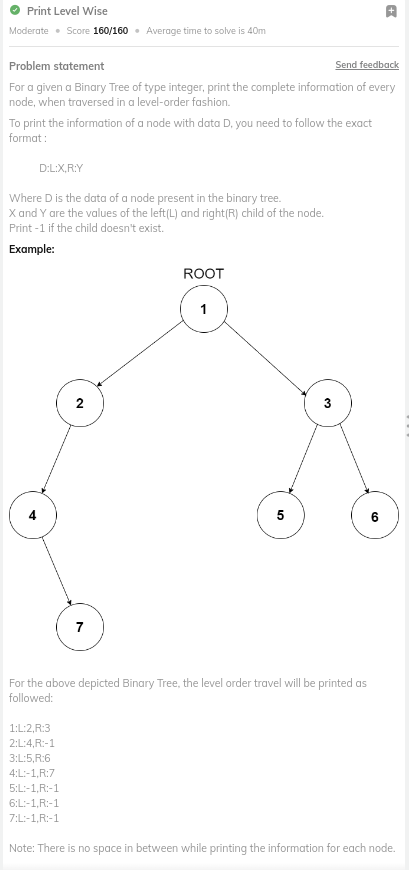 Print Level Wise
Moderate • Score 160/160 • Average time to solve is 40m
Problem statement Send feedback
For a given a Binary Tree of type integer, print the complete information of every
node, when traversed in a level-order fashion.
To print the information of a node with data D, you need to follow the exact
format :
D:L:X,R:Y
Where D is the data of a node present in the binary tree.
X and Y are the values of the left(L) and right(R) child of the node.
Print -1 if the child doesn't exist.
Example:
ROOT
1
2 3
4 5 6
7
For the above depicted Binary Tree, the level order travel will be printed as
followed:
1:L:2,R:3
2:L:4,R:-1
3:L:5,R:6
4:L:-1,R:7
5:L:-1,R:-1
6:L:-1,R:-1
7:L:-1,R:-1
Note: There is no space in between while printing the information for each node.